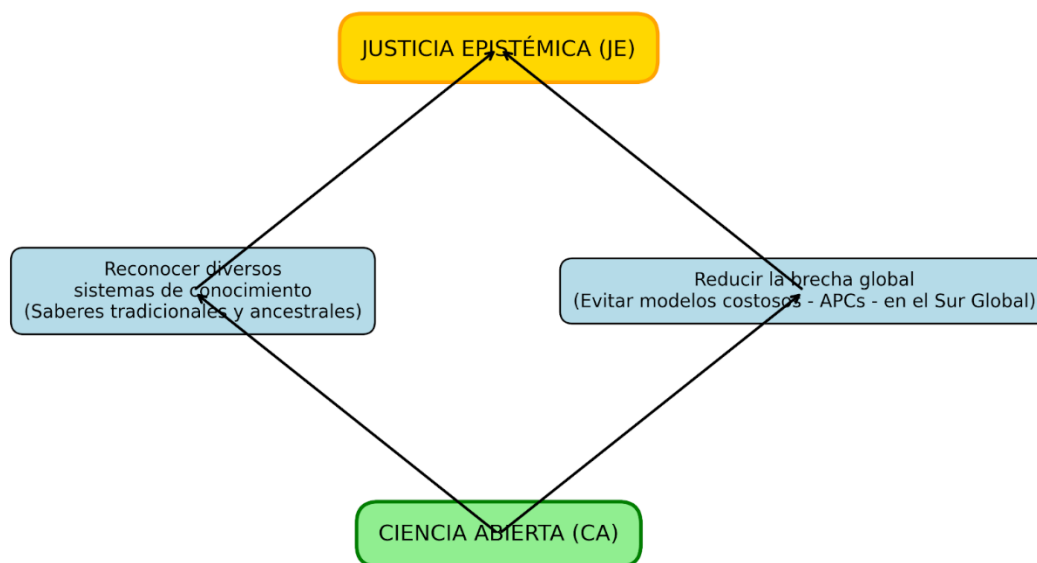 JUSTICIA EPISTÉMICA (JE)
Reconocer diversos
sistemas de conocimiento
(Saberes tradicionales y ancestrales)
Reducir la brecha global
(Evitar modelos costosos - APCs - en el Sur Global)
CIENCIA ABIERTA (CA)